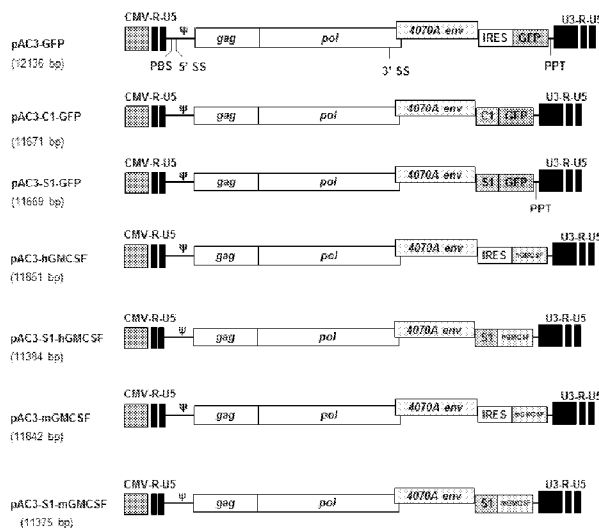 CMV-R-U5 ψ 4070A env U3-R-U5
pAC3-GFP gag pol IRES GFP
(12136 bp) PBS 5' SS 3' SS PPT
CMV-R-U5 ψ 4070A env U3-R-U5
pAC3-C1-GFP gag pol C1 GFP
(11671 bp)
CMV-R-U5 ψ 4070A env U3-R-U5
pAC3-S1-GFP gag pol S1 GFP
(11669 bp) PPT
CMV-R-U5 ψ 4070A env U3-R-U5
pAC3-hGMCSF gag pol IRES hGMCSF
(11851 bp)
CMV-R-U5 ψ 4070A env U3-R-U5
pAC3-S1-hGMCSF gag pol S1 hGMCSF
(11384 bp)
CMV-R-U5 ψ 4070A env U3-R-U5
pAC3-mGMCSF gag pol IRES mGMCSF
(11842 bp)
CMV-R-U5 ψ 4070A env U3-R-U5
pAC3-S1-mGMCSF gag pol S1 mGMCSF
(11375 bp)